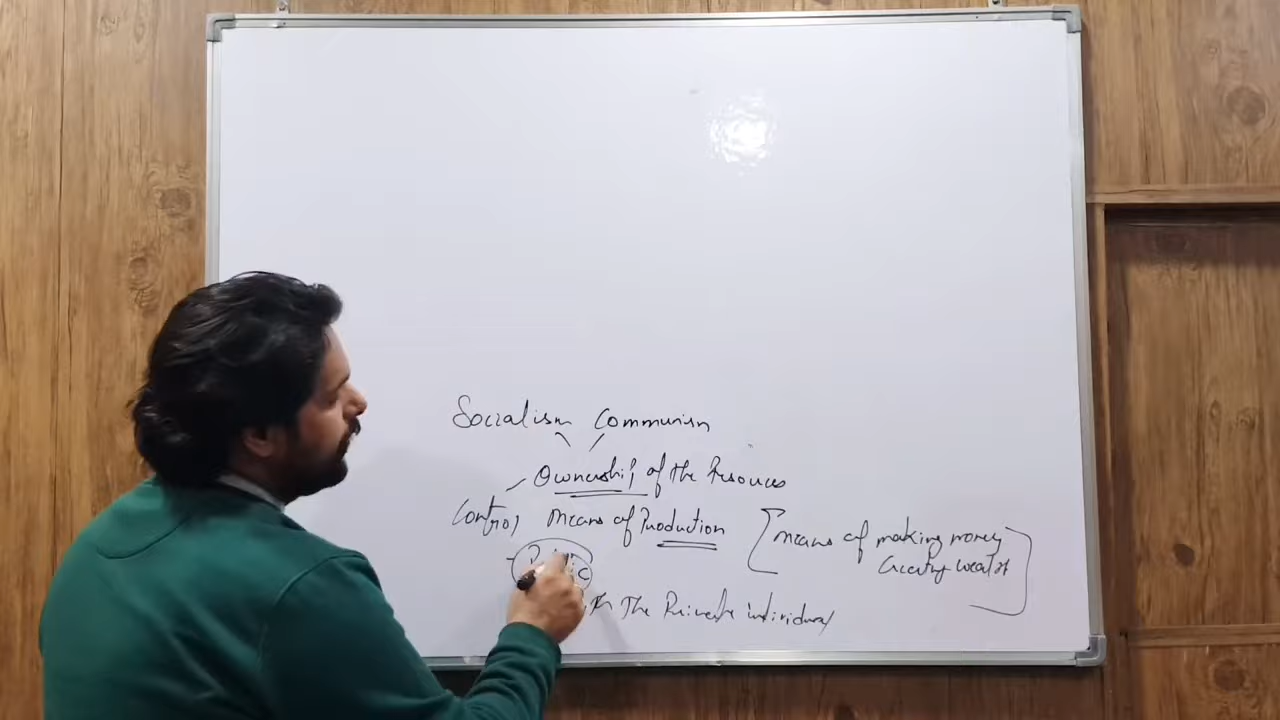 Socialism Communism
Ownership of the Resources
Control Means of Production
[Means of making money
Creating wealth]
The Private individual